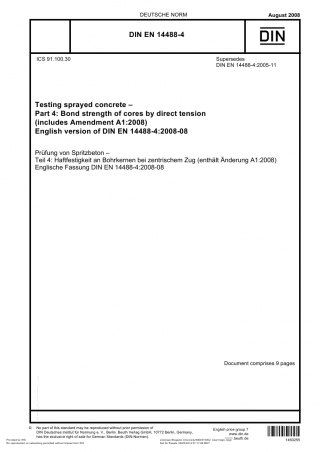 DEUTSCHE NORM
August 2008
DIN EN 14488-4
DIN
ICS 91.100.30
Supersedes
DIN EN 14488-4:2005-11
Testing sprayed concrete –
Part 4: Bond strength of cores by direct tension
(includes Amendment A1:2008)
English version of DIN EN 14488-4:2008-08
Prüfung von Spritzbeton –
Teil 4: Haftfestigkeit an Bohrkernen bei zentrischem Zug (enthält Änderung A1:2008)
Englische Fassung DIN EN 14488-4:2008-08
Document comprises 9 pages
© No part of this standard may be reproduced without prior permission of
DIN Deutsches Institut für Normung e. V., Berlin. Beuth Verlag GmbH, 10772 Berlin, Germany,
has the exclusive right of sale for German Standards (DIN-Normen).
English price group 7
www.din.de
www.beuth.de